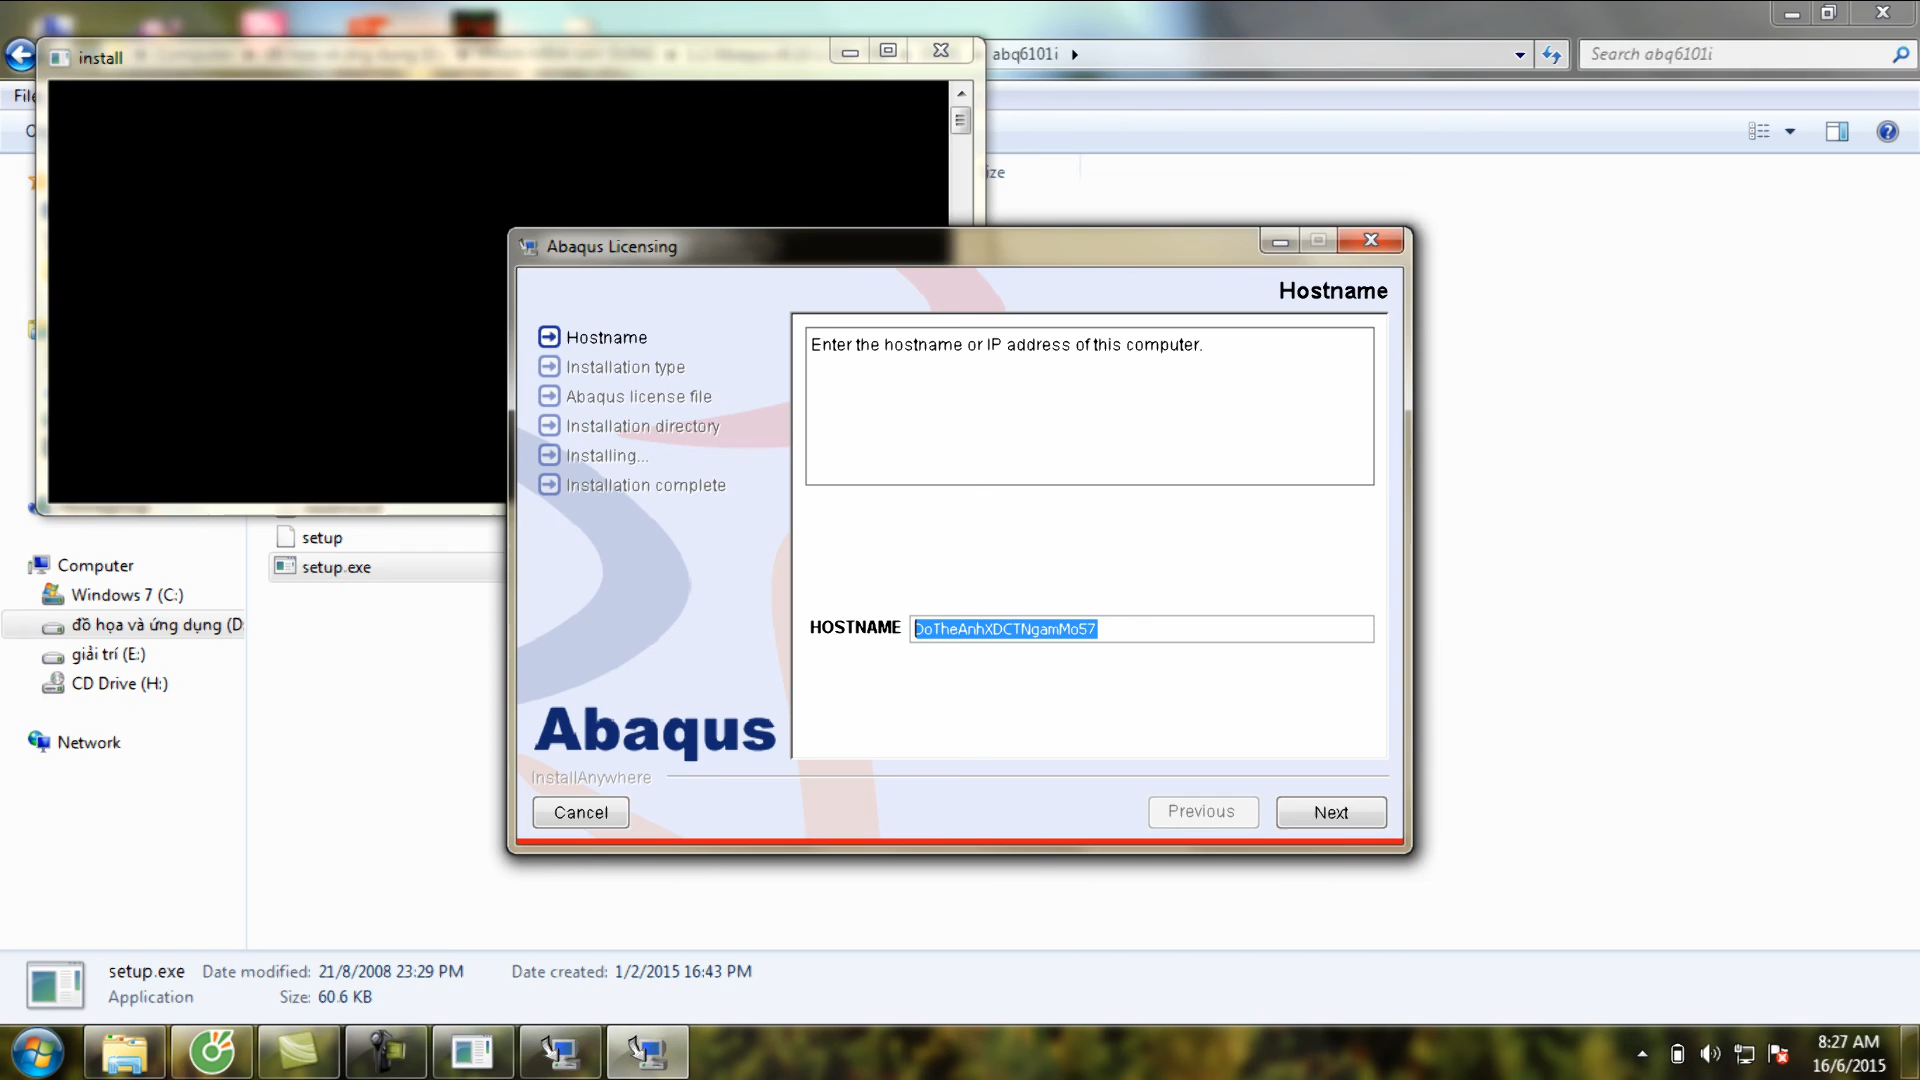 install
abq6101i
Search abq6101i
File
ize
Abaqus Licensing
Hostname
Hostname
Installation type
Abaqus license file
Installation directory
Installing...
Installation complete
Enter the hostname or IP address of this computer.
HOSTNAME DoTheAnhXDCTNgamMo57
Abaqus
InstallAnywhere
Cancel
Previous
Next
setup
setup.exe
Computer
Windows 7 (C:)
đồ họa và ứng dụng (D:
giải trí (E:)
CD Drive (H:)
Network
setup.exe Date modified: 21/8/2008 23:29 PM Date created: 1/2/2015 16:43 PM
Application Size: 60.6 KB
8:27 AM
16/6/2015